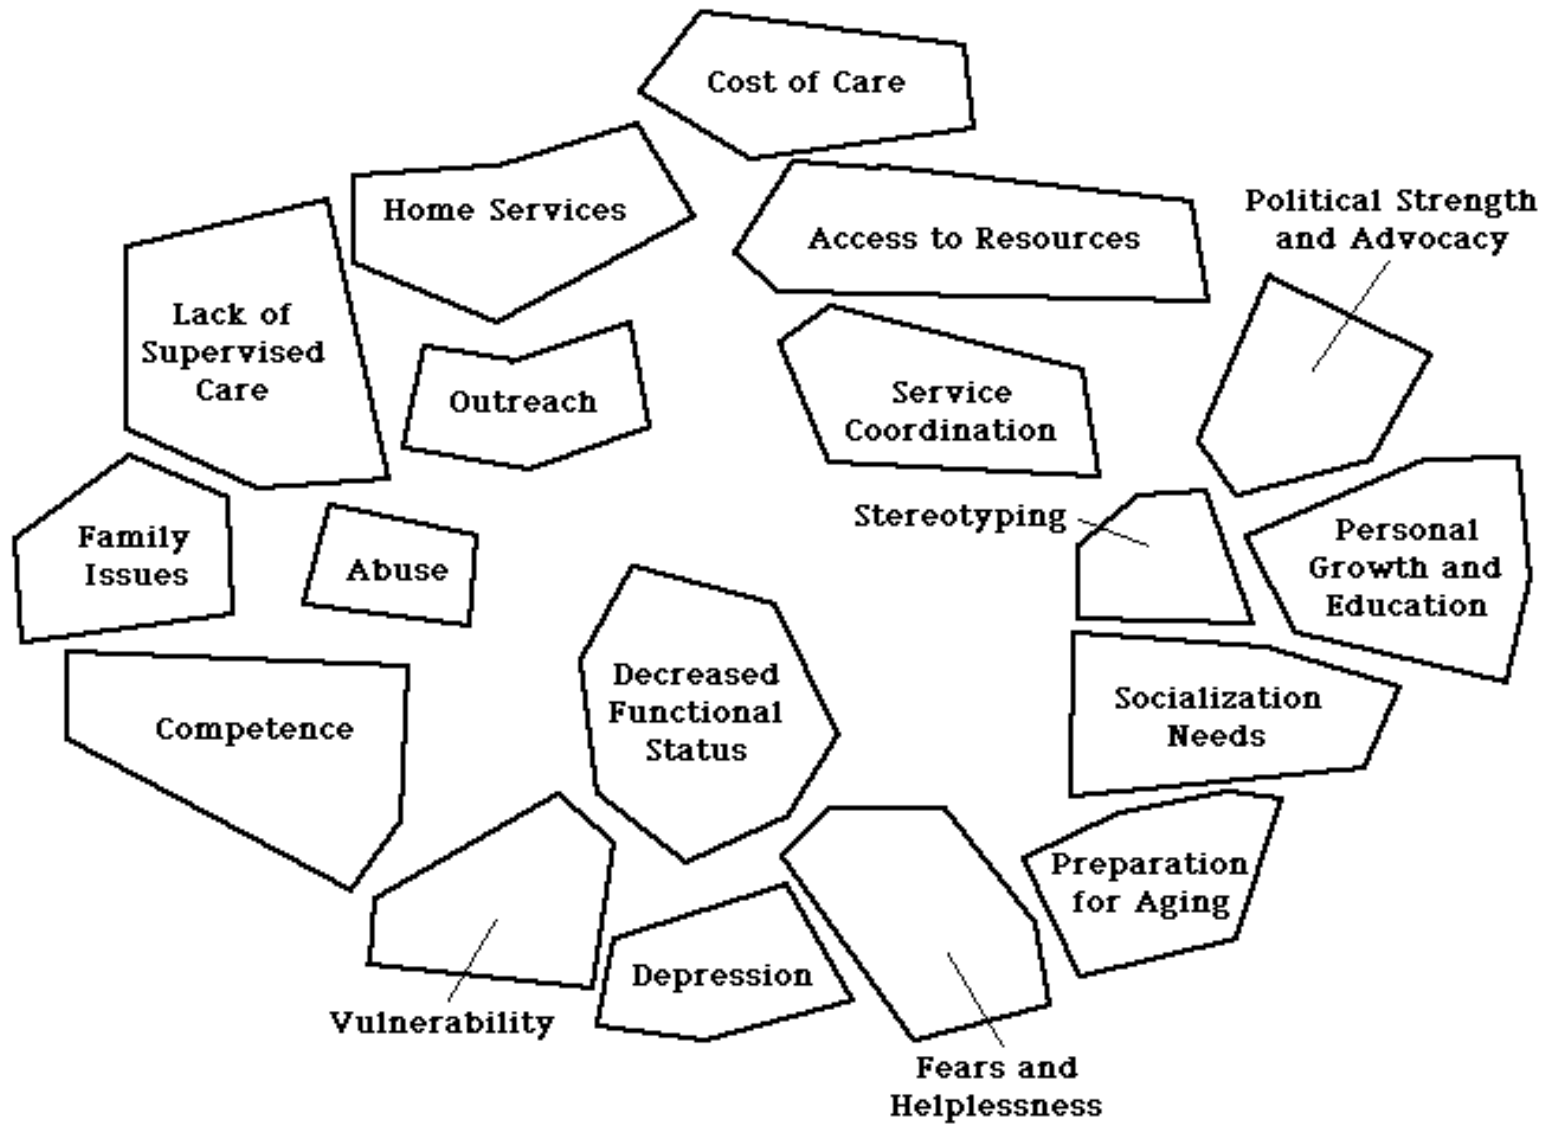 Cost of Care
Home Services
Access to Resources
Political Strength
and Advocacy
Lack of
Supervised
Care
Outreach
Service
Coordination
Stereotyping
Personal
Growth and
Education
Family
Issues
Abuse
Decreased
Functional
Status
Socialization
Needs
Competence
Preparation
for Aging
Depression
Vulnerability
Fears and
Helplessness